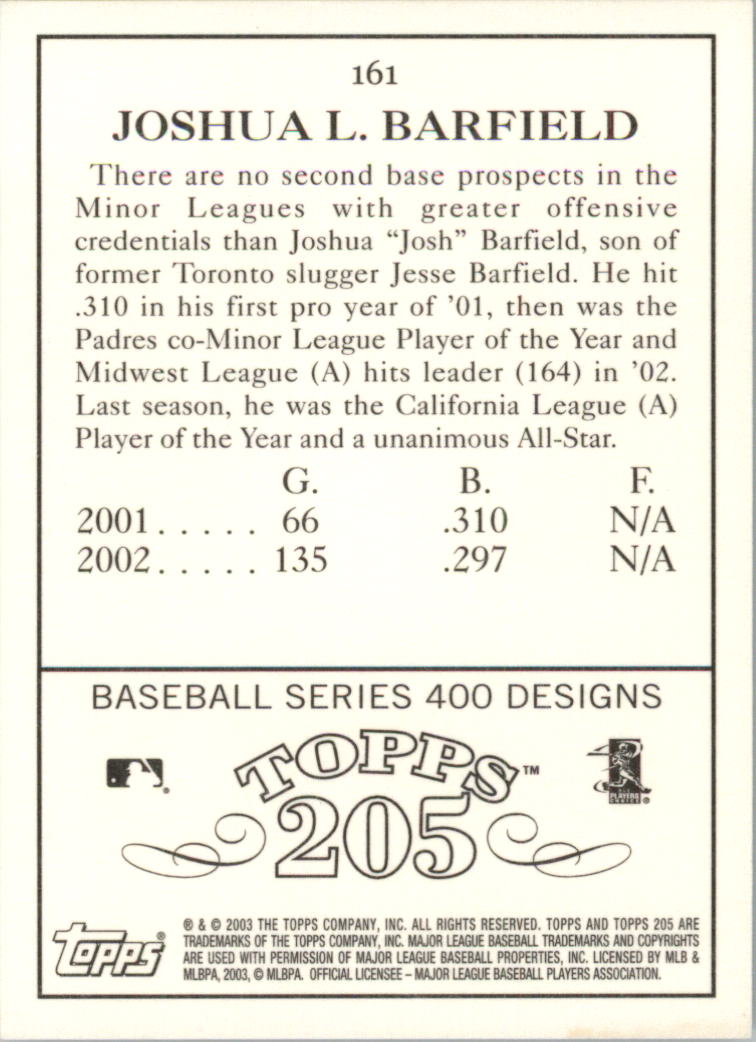 161
JOSHUA L. BARFIELD
There are no second base prospects in the
Minor Leagues with greater offensive
credentials than Joshua “Josh” Barfield, son of
former Toronto slugger Jesse Barfield. He hit
.310 in his first pro year of ’01, then was the
Padres co-Minor League Player of the Year and
Midwest League (A) hits leader (164) in ’02.
Last season, he was the California League (A)
Player of the Year and a unanimous All-Star.
G. B. F.
2001 . . . . . 66 .310 N/A
2002 . . . . . 135 .297 N/A
BASEBALL SERIES 400 DESIGNS
TOPPS™
205
PLAYERS
CHOICE ®
topps®
® & © 2003 THE TOPPS COMPANY, INC. ALL RIGHTS RESERVED. TOPPS AND TOPPS 205 ARE
TRADEMARKS OF THE TOPPS COMPANY, INC. MAJOR LEAGUE BASEBALL TRADEMARKS AND COPYRIGHTS
ARE USED WITH PERMISSION OF MAJOR LEAGUE BASEBALL PROPERTIES, INC. LICENSED BY MLB &
MLBPA, 2003, © MLBPA. OFFICIAL LICENSEE – MAJOR LEAGUE BASEBALL PLAYERS ASSOCIATION.